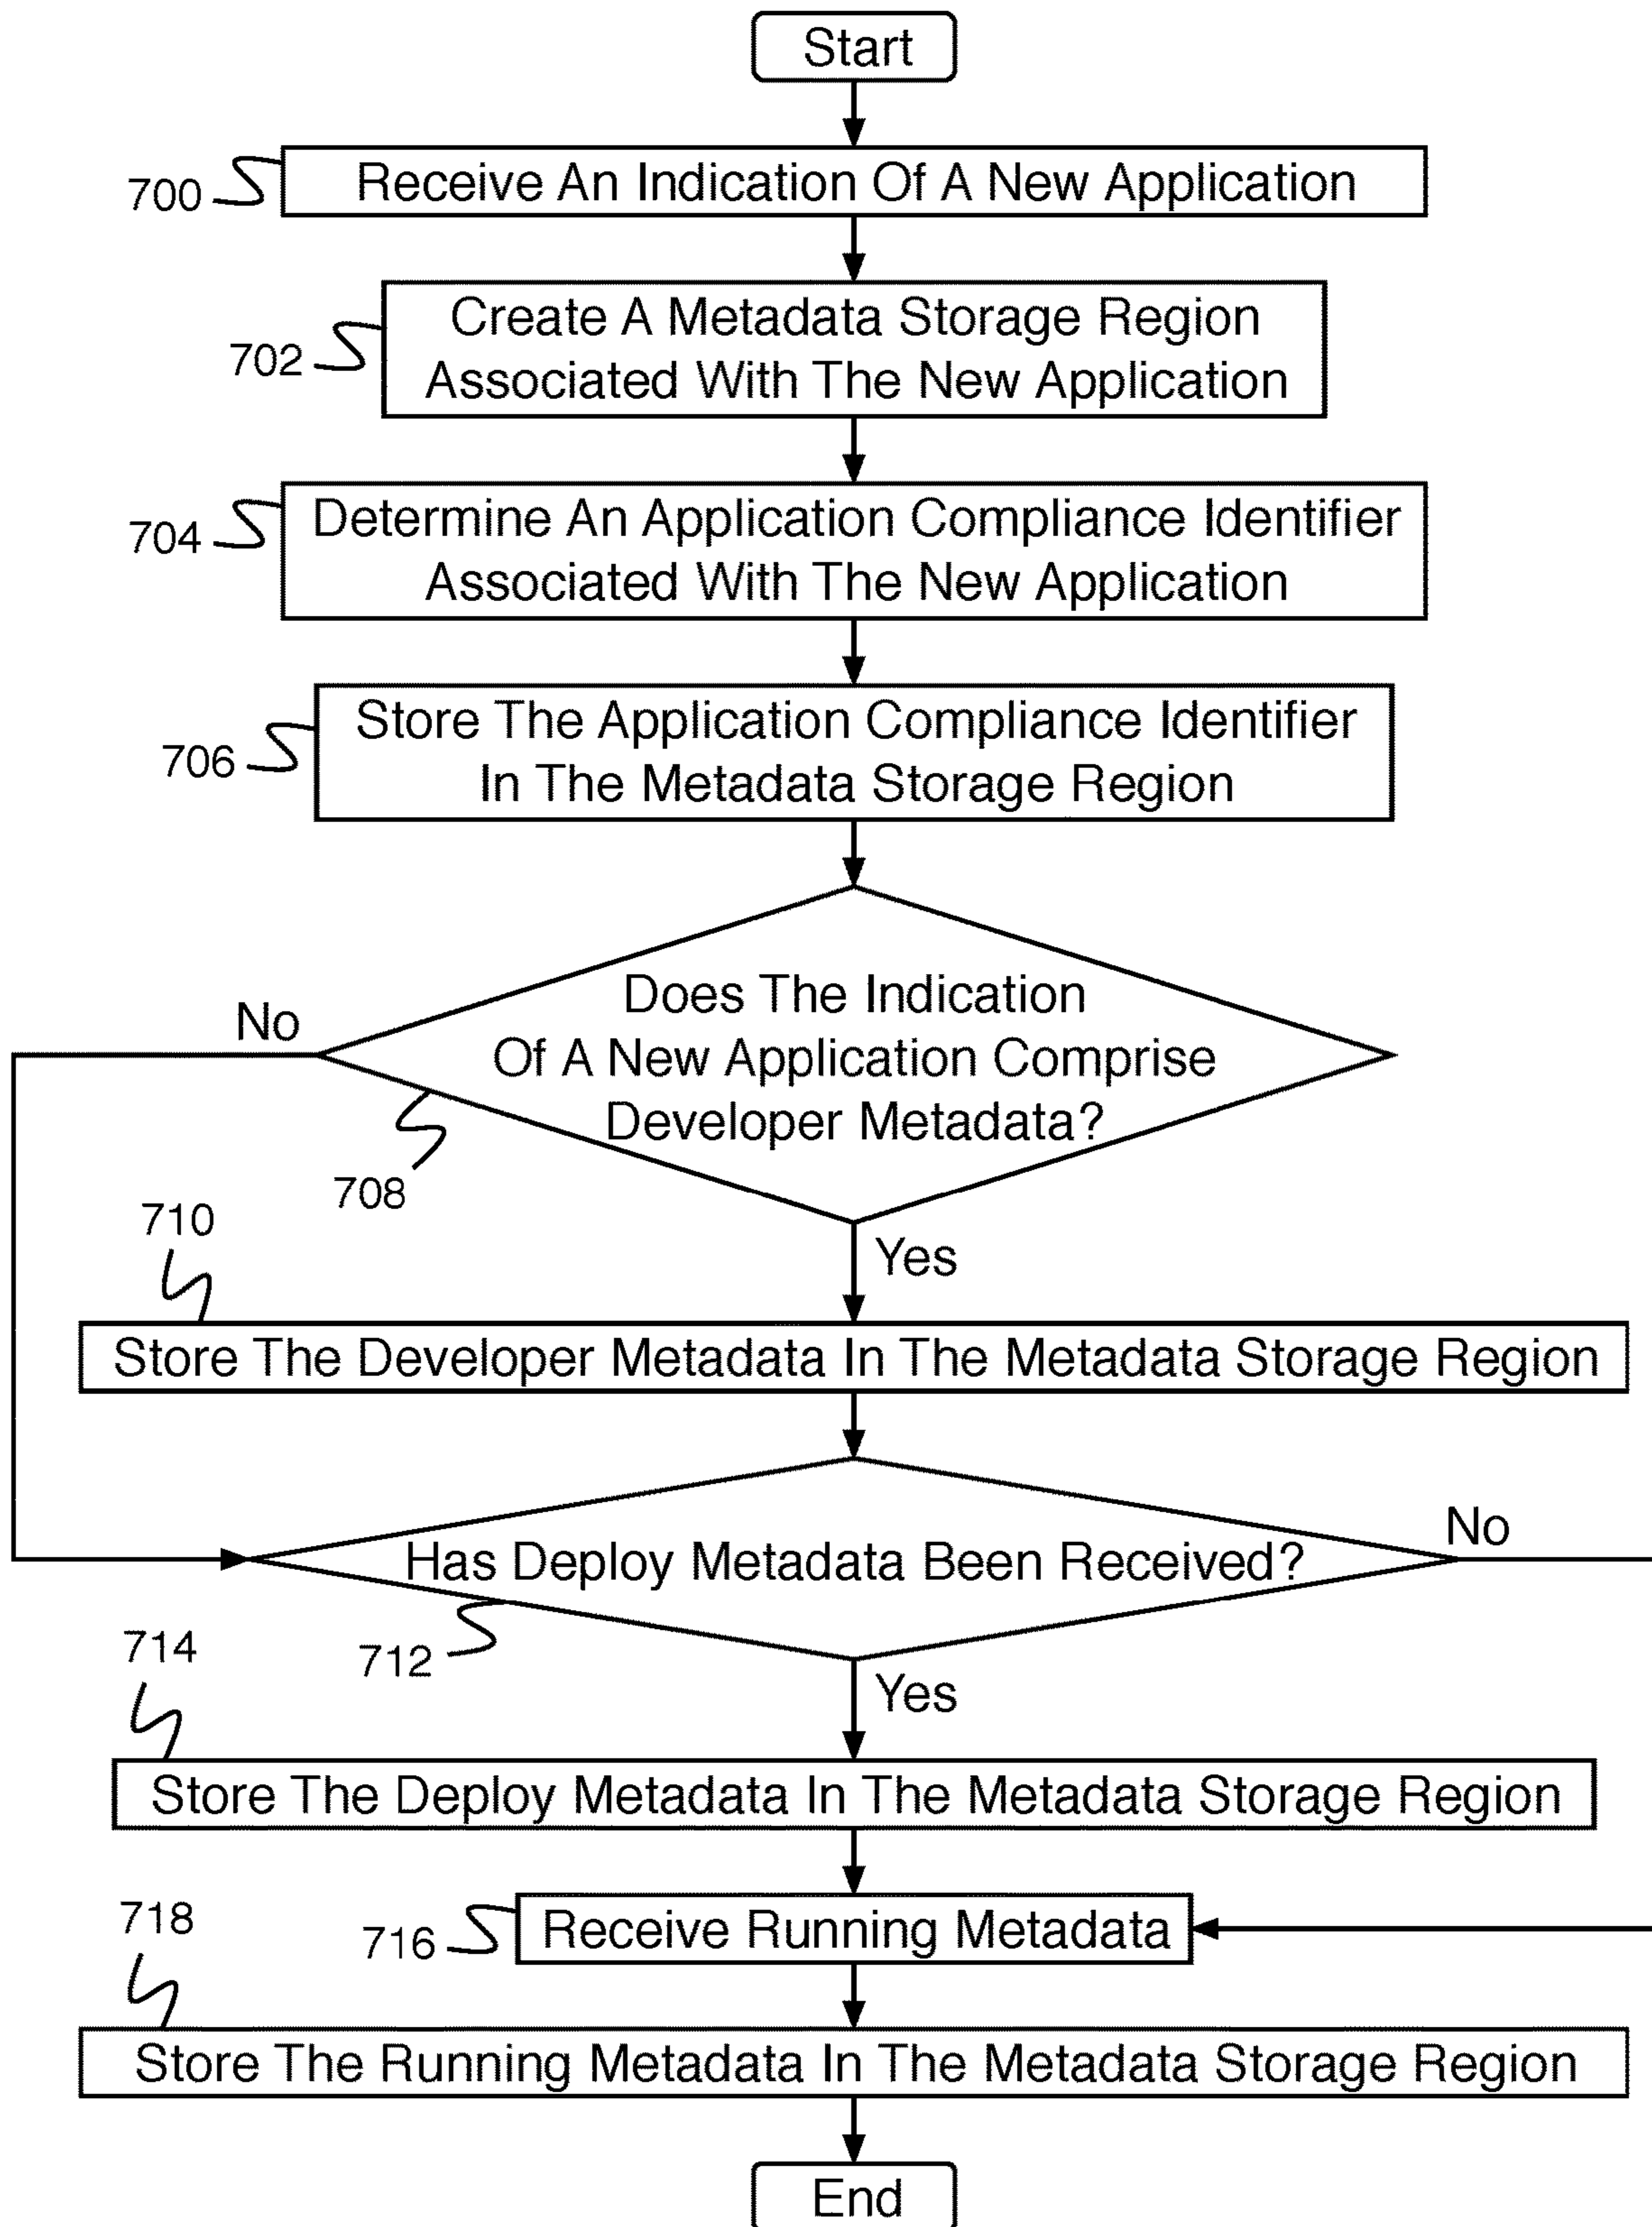 Start
700
Receive An Indication Of A New Application
702
Create A Metadata Storage Region
Associated With The New Application
704
Determine An Application Compliance Identifier
Associated With The New Application
706
Store The Application Compliance Identifier
In The Metadata Storage Region
No
Does The Indication
Of A New Application Comprise
Developer Metadata?
708
Yes
710
Store The Developer Metadata In The Metadata Storage Region
No
Has Deploy Metadata Been Received?
712
Yes
714
Store The Deploy Metadata In The Metadata Storage Region
716
Receive Running Metadata
718
Store The Running Metadata In The Metadata Storage Region
End